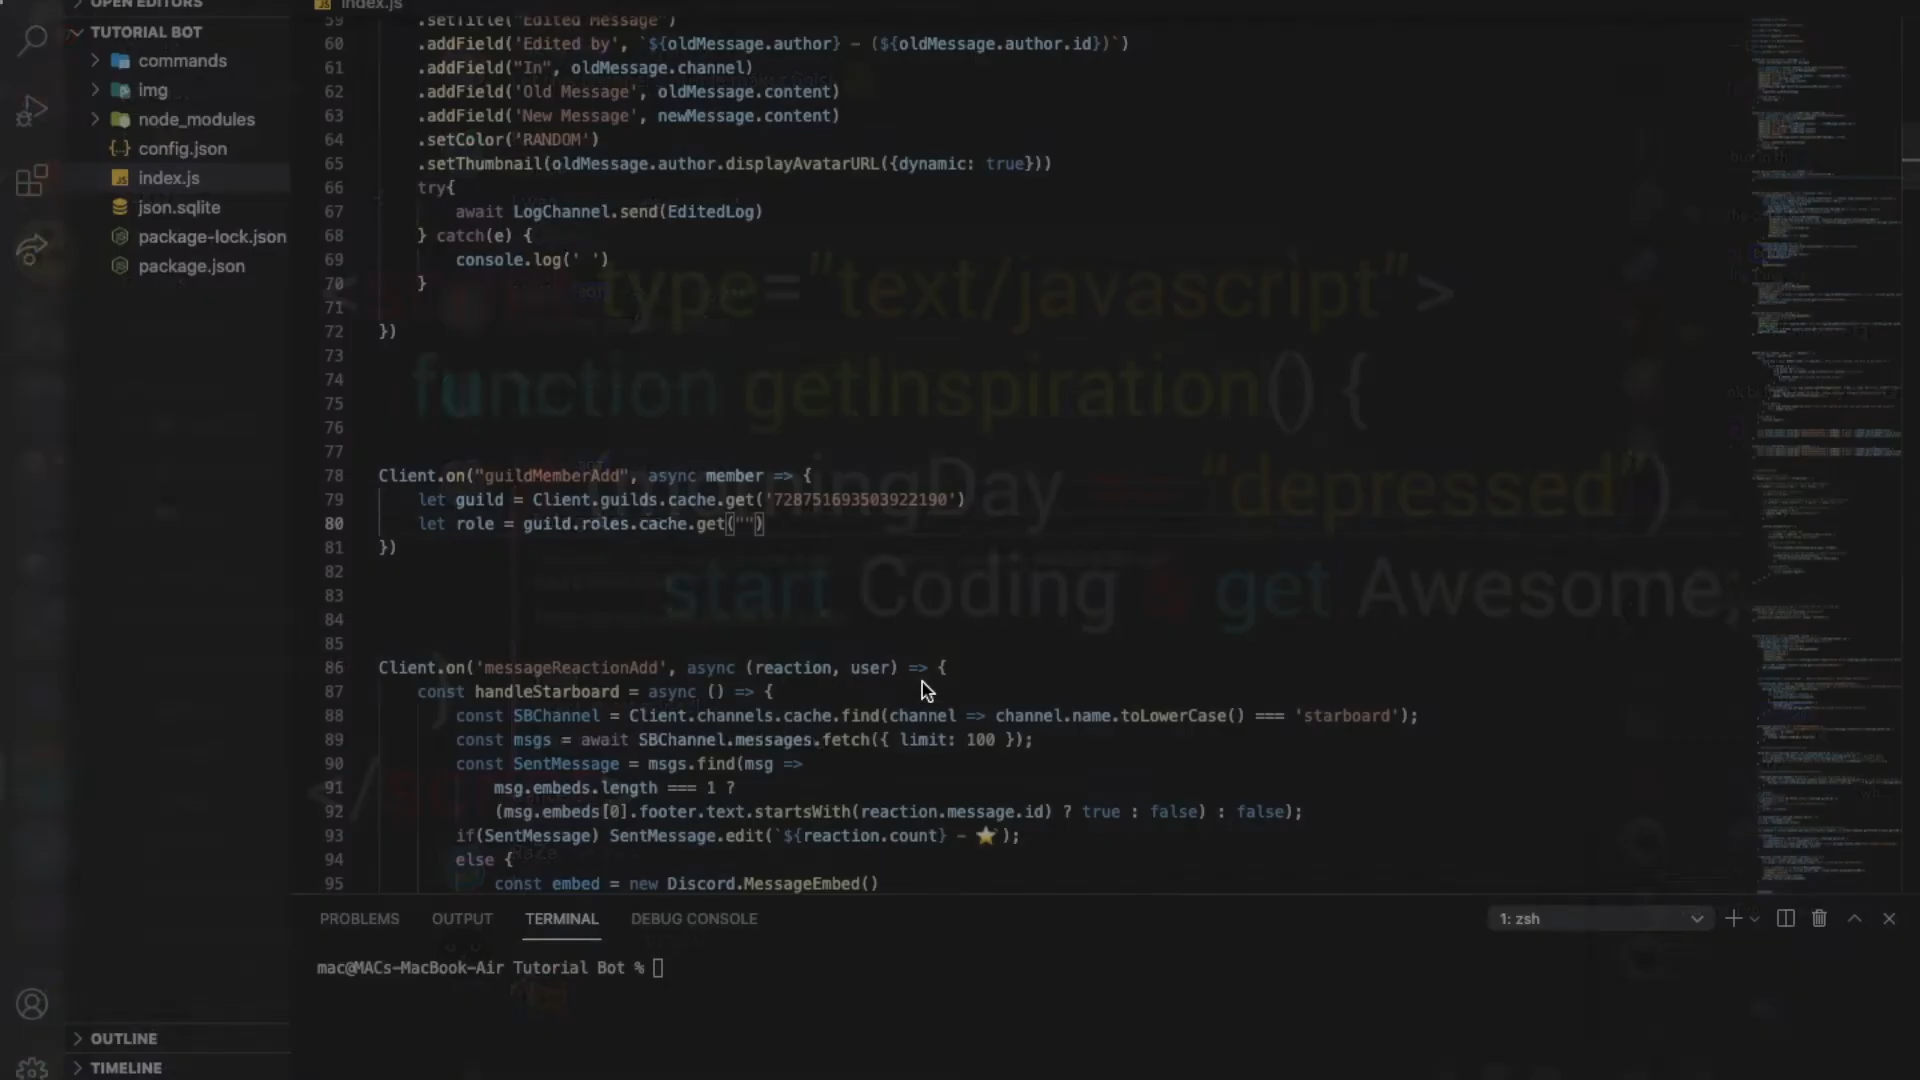 OPEN EDITORS
TUTORIAL BOT
commands
img
node_modules
config.json
index.js
json.sqlite
package-lock.json
package.json
OUTLINE
TIMELINE
index.js
59 .setTitle("Edited Message")
60 .addField('Edited by', `${oldMessage.author} - (${oldMessage.author.id})`)
61 .addField("In", oldMessage.channel)
62 .addField('Old Message', oldMessage.content)
63 .addField('New Message', newMessage.content)
64 .setColor('RANDOM')
65 .setThumbnail(oldMessage.author.displayAvatarURL({dynamic: true}))
66 try{
67 await LogChannel.send(EditedLog)
68 } catch(e) {
69 console.log(' ')
70 }
71
72 })
73
74
75
76
77
78 Client.on("guildMemberAdd", async member => {
79 let guild = Client.guilds.cache.get('728751693503922190')
80 let role = guild.roles.cache.get("")
81 })
82
83
84
85
86 Client.on('messageReactionAdd', async (reaction, user) => {
87 const handleStarboard = async () => {
88 const SBChannel = Client.channels.cache.find(channel => channel.name.toLowerCase() === 'starboard');
89 const msgs = await SBChannel.messages.fetch({ limit: 100 });
90 const SentMessage = msgs.find(msg =>
91 msg.embeds.length === 1 ?
92 (msg.embeds[0].footer.text.startsWith(reaction.message.id) ? true : false) : false);
93 if(SentMessage) SentMessage.edit(`${reaction.count} - ⭐`);
94 else {
95 const embed = new Discord.MessageEmbed()
type="text/javascript">
function getInspiration() {
Day "depressed")
start Coding & get Awesome;
}
PROBLEMS OUTPUT TERMINAL DEBUG CONSOLE 1: zsh
mac@MACs-MacBook-Air Tutorial Bot %